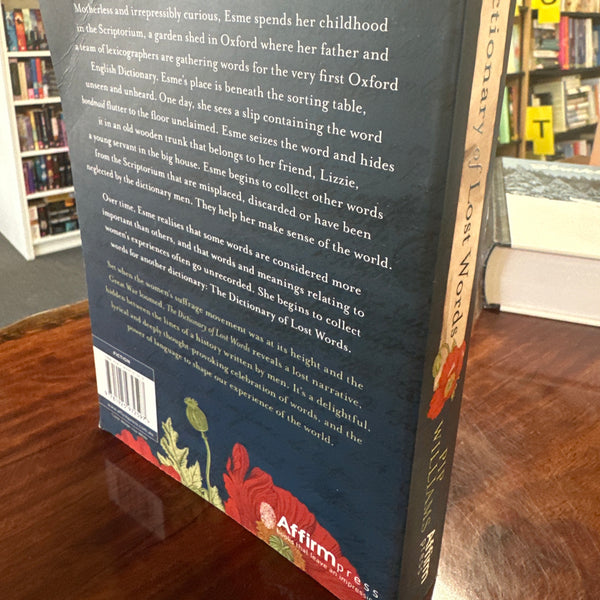 Motherless and irrepressibly curious, Esme spends her childhood
in the Scriptorium, a garden shed in Oxford where her father and
a team of lexicographers are gathering words for the very first Oxford
English Dictionary. Esme's place is beneath the sorting table,
unseen and unheard. One day, she sees a slip containing the word
bondmaid flutter to the floor unclaimed. Esme seizes the word and hides
it in an old wooden trunk that belongs to her friend, Lizzie,
a young servant in the big house. Esme begins to collect other words
from the Scriptorium that are misplaced, discarded or have been
neglected by the dictionary men. They help her make sense of the world.
Over time, Esme realises that some words are considered more
important than others, and that words and meanings relating to
women's experiences often go unrecorded. She begins to collect
words for another dictionary: The Dictionary of Lost Words.
Set when the women's suffrage movement was at its height and the
Great War loomed, The Dictionary of Lost Words reveals a lost narrative,
hidden between the lines of a history written by men. It's a delightful,
lyrical and deeply thought-provoking celebration of words, and the
power of language to shape our experience of the world.
FICTION
Affirm press
books that leave an impression
ctionary of Lost Words
PIP
WILLIAMS
Affirm
press
T